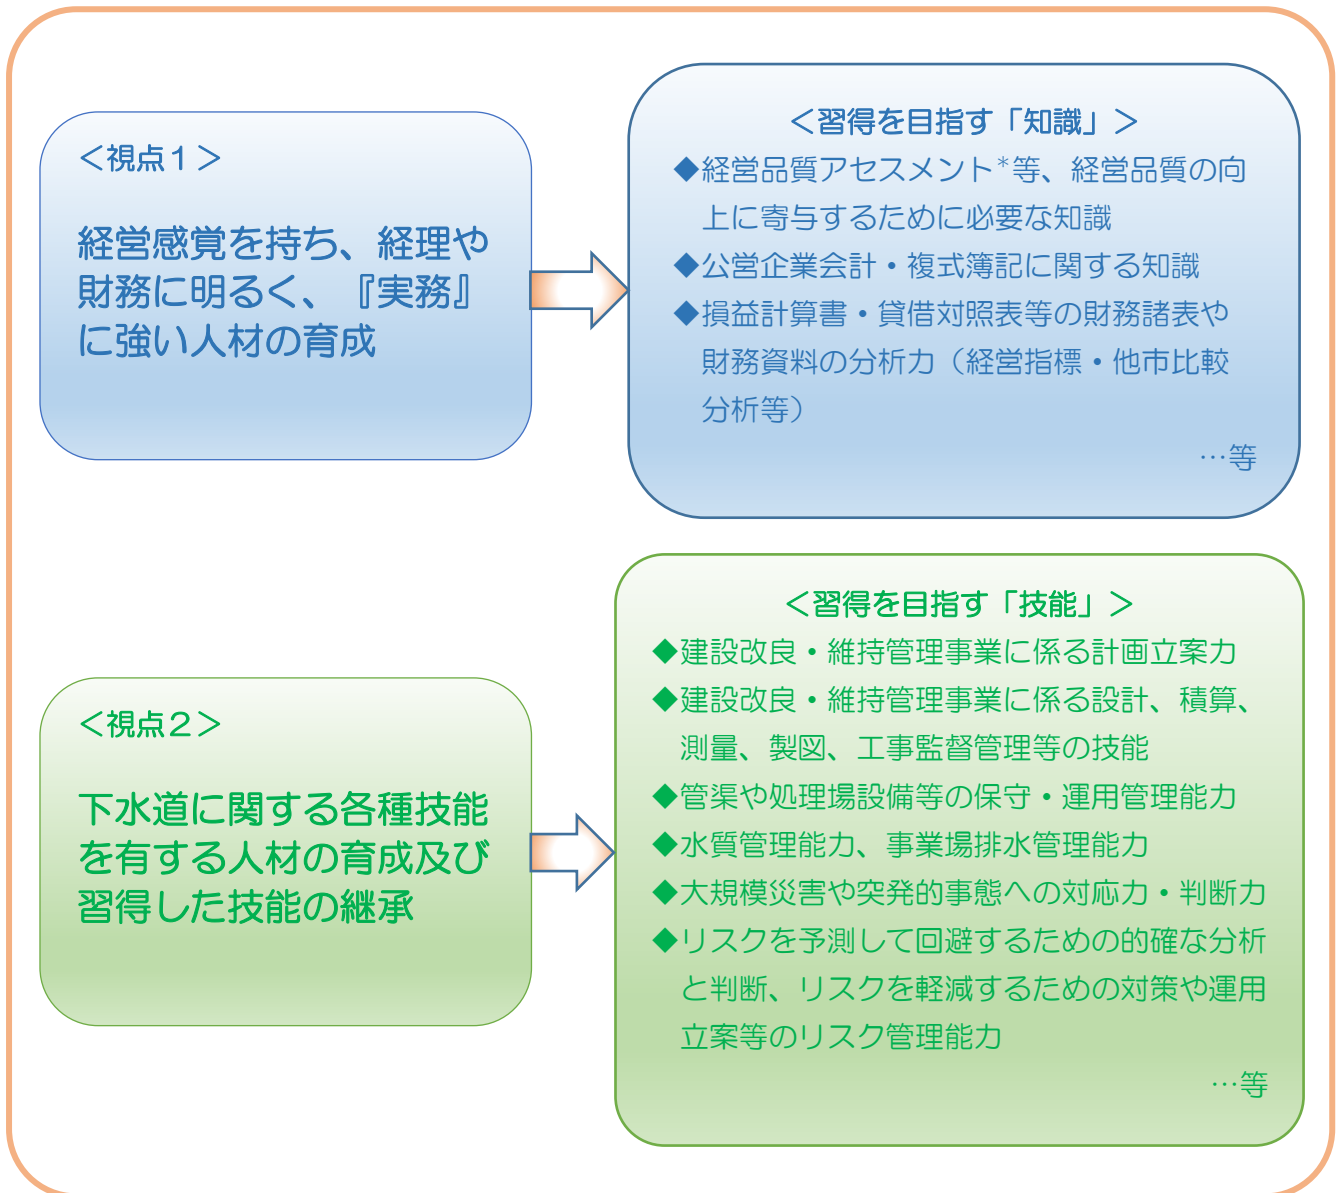 ＜視点１＞
経営感覚を持ち、経理や
財務に明るく、『実務』
に強い人材の育成
＜習得を目指す「知識」＞
◆経営品質アセスメント*等、経営品質の向
上に寄与するために必要な知識
◆公営企業会計・複式簿記に関する知識
◆損益計算書・貸借対照表等の財務諸表や
財務資料の分析力（経営指標・他市比較
分析等）
…等
＜視点２＞
下水道に関する各種技能
を有する人材の育成及び
習得した技能の継承
＜習得を目指す「技能」＞
◆建設改良・維持管理事業に係る計画立案力
◆建設改良・維持管理事業に係る設計、積算、
測量、製図、工事監督管理等の技能
◆管渠や処理場設備等の保守・運用管理能力
◆水質管理能力、事業場排水管理能力
◆大規模災害や突発的事態への対応力・判断力
◆リスクを予測して回避するための的確な分析
と判断、リスクを軽減するための対策や運用
立案等のリスク管理能力
…等